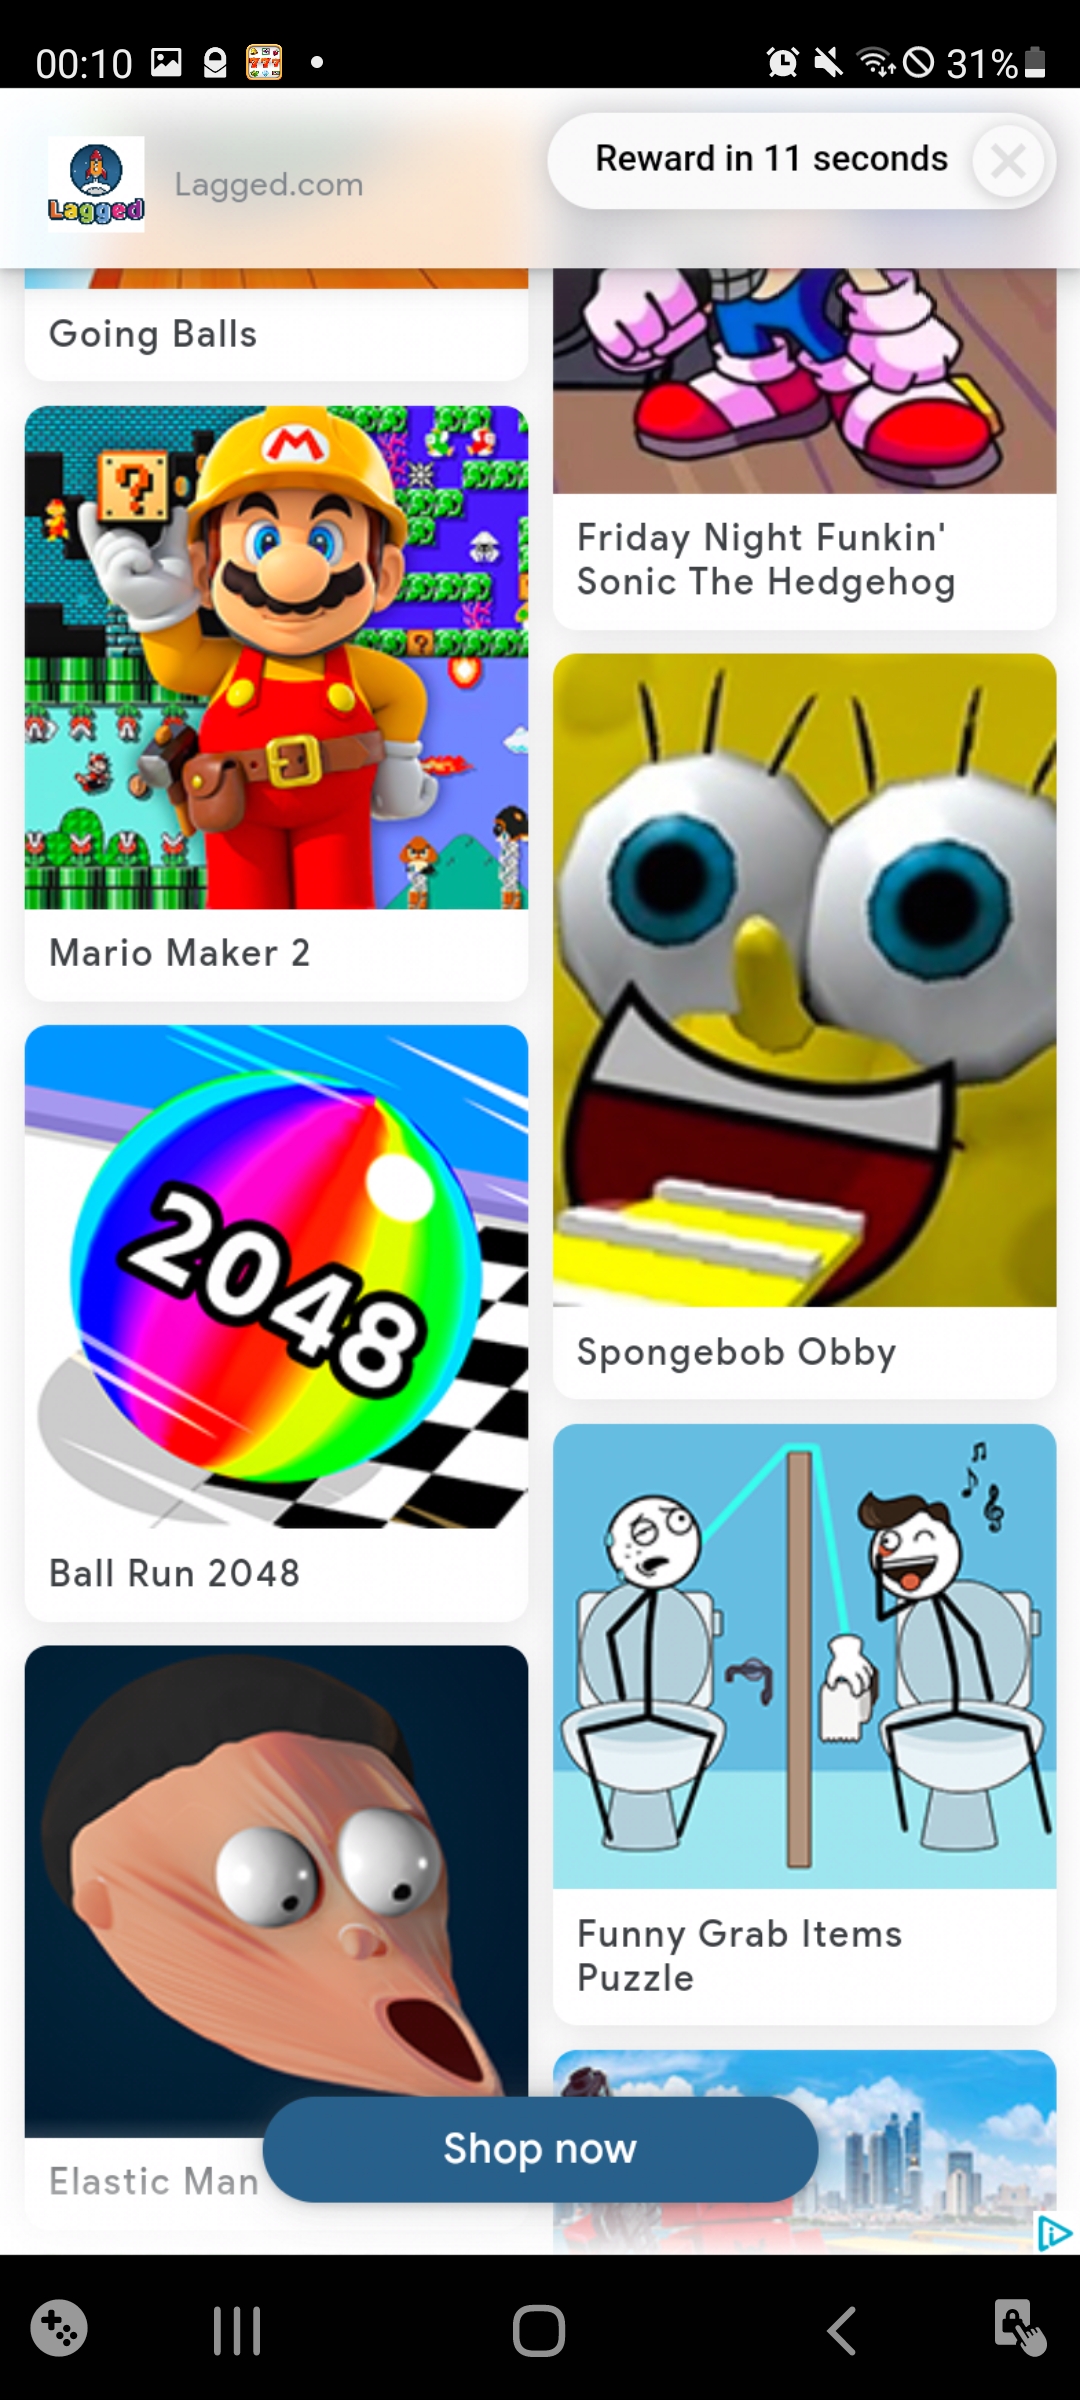 00:10
31%
Lagged
Lagged.com
Reward in 11 seconds
Going Balls
Friday Night Funkin'
Sonic The Hedgehog
M
?
Mario Maker 2
Spongebob Obby
2048
Ball Run 2048
Funny Grab Items
Puzzle
Elastic Man
Shop now